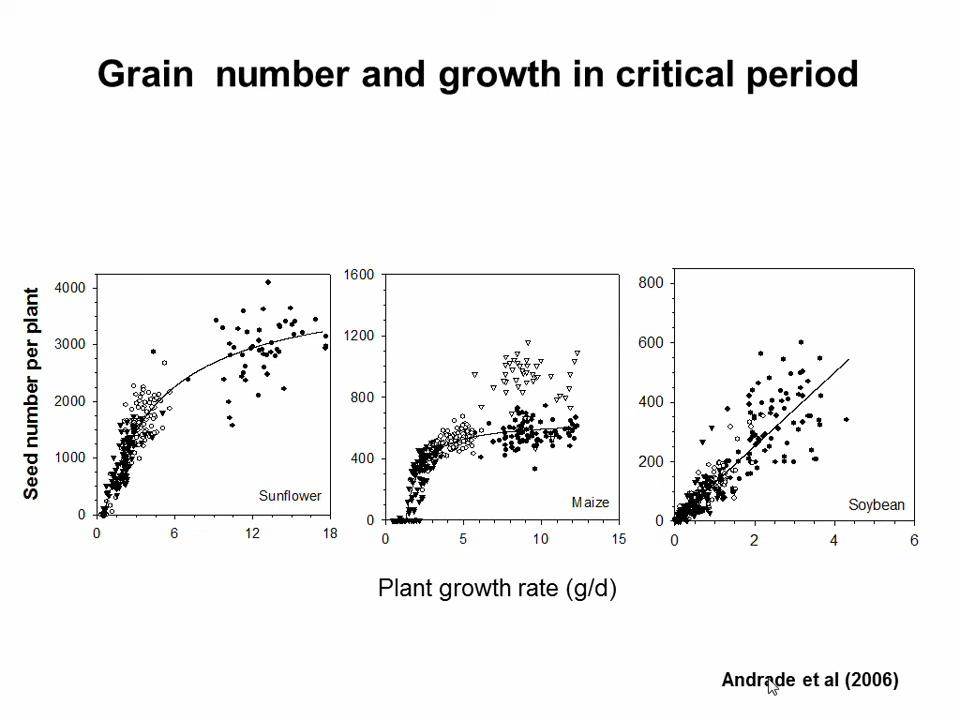 Grain number and growth in critical period
Seed number per plant
4000
3000
2000
1000
0
0 6 12 18
Sunflower
1600
1200
800
400
0
0 5 10 15
Maize
800
600
400
200
0
0 2 4 6
Soybean
Plant growth rate (g/d)
Andrade et al (2006)